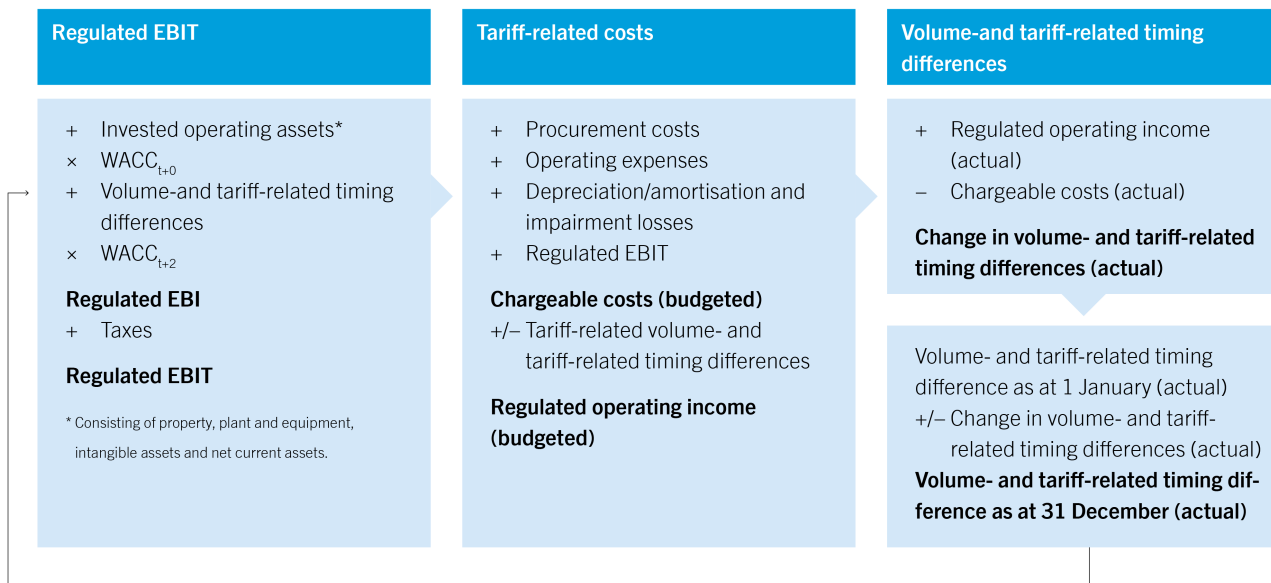 Regulated EBIT
+ Invested operating assets*
× WACCt+0
+ Volume-and tariff-related timing
differences
× WACCt+2
Regulated EBI
+ Taxes
Regulated EBIT
* Consisting of property, plant and equipment,
intangible assets and net current assets.
Tariff-related costs
+ Procurement costs
+ Operating expenses
+ Depreciation/amortisation and
impairment losses
+ Regulated EBIT
Chargeable costs (budgeted)
+/– Tariff-related volume- and
tariff-related timing differences
Regulated operating income
(budgeted)
Volume-and tariff-related timing
differences
+ Regulated operating income
(actual)
– Chargeable costs (actual)
Change in volume- and tariff-related
timing differences (actual)
Volume- and tariff-related timing
difference as at 1 January (actual)
+/– Change in volume- and tariff-
related timing differences (actual)
Volume- and tariff-related timing dif-
ference as at 31 December (actual)